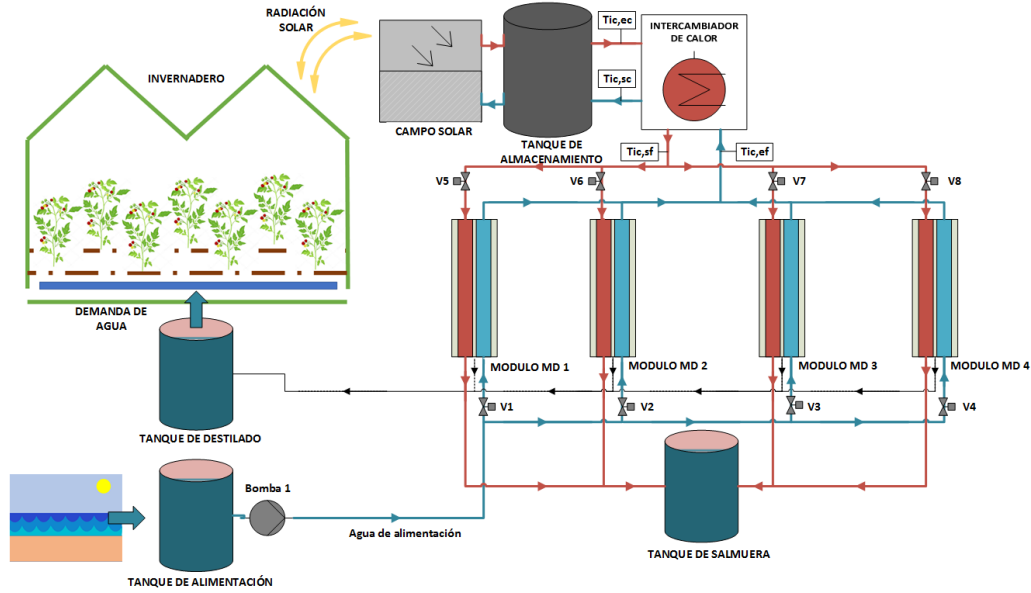 RADIACIÓN
SOLAR
INVERNADERO
CAMPO SOLAR
TANQUE DE
ALMACENAMIENTO
Tic,ec
Tic,sc
INTERCAMBIADOR
DE CALOR
Tic,sf
Tic,ef
V5
V6
V7
V8
DEMANDA DE
AGUA
MODULO MD 1
MODULO MD 2
MODULO MD 3
MODULO MD 4
V1
V2
V3
V4
TANQUE DE DESTILADO
Bomba 1
Agua de alimentación
TANQUE DE SALMUERA
TANQUE DE ALIMENTACIÓN